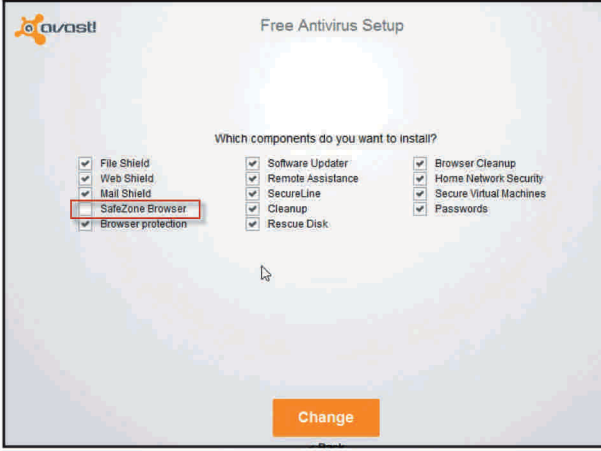 avast!
Free Antivirus Setup
Which components do you want to install?
File Shield
Web Shield
Mail Shield
SafeZone Browser
Browser protection
Software Updater
Remote Assistance
SecureLine
Cleanup
Rescue Disk
Browser Cleanup
Home Network Security
Secure Virtual Machines
Passwords
Change